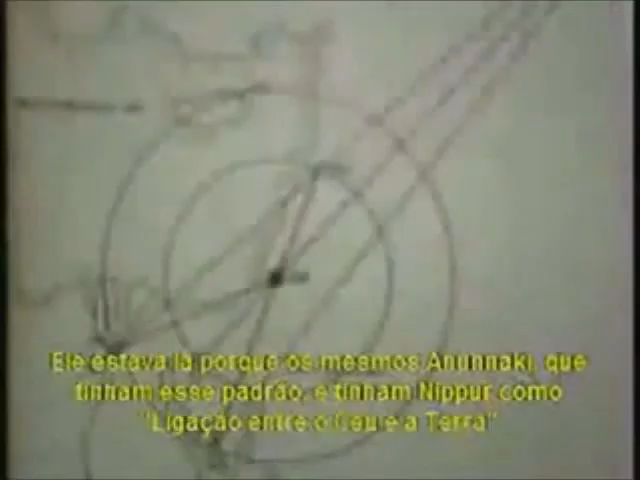 Ele estava lá porque os mesmos Anunnaki, que
tinham esse padrão, e tinham Nippur como
"Ligação entre o Céu e a Terra"